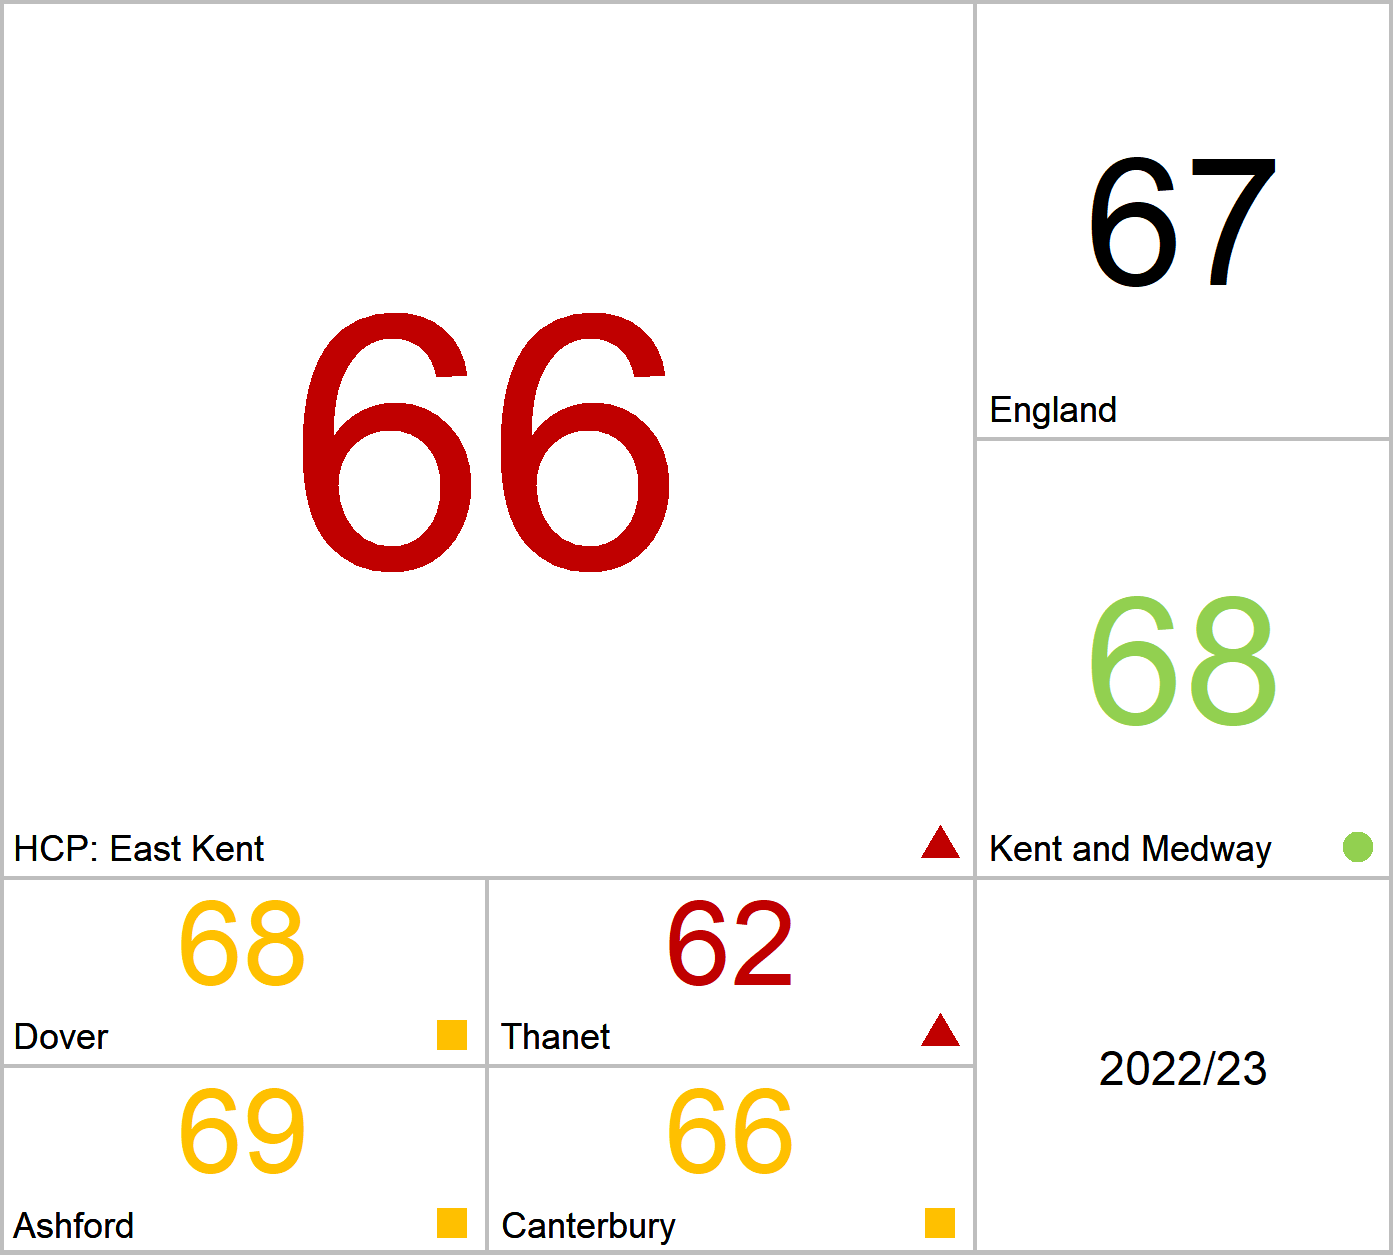 66
HCP: East Kent
67
England
68
Kent and Medway
68
Dover
62
Thanet
69
Ashford
66
Canterbury
2022/23